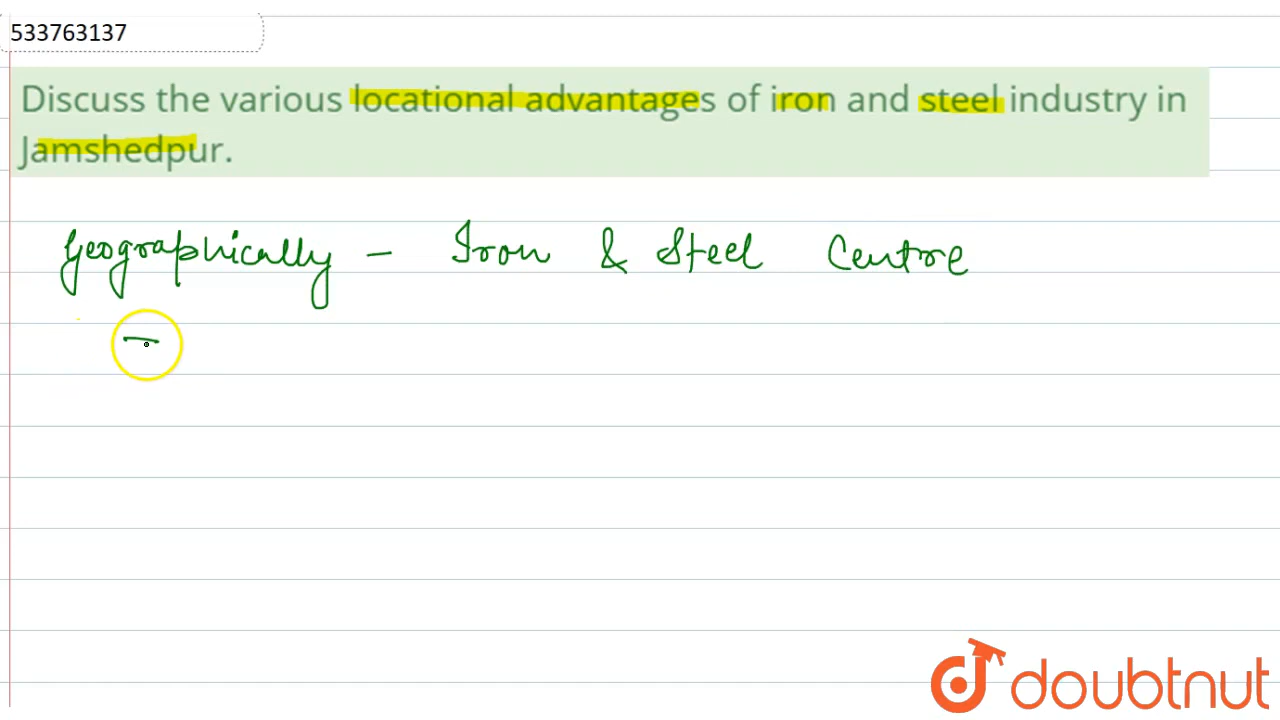 533763137
Discuss the various locational advantages of iron and steel industry in
Jamshedpur.
Geographically - Iron & Steel Centre
doubtnut